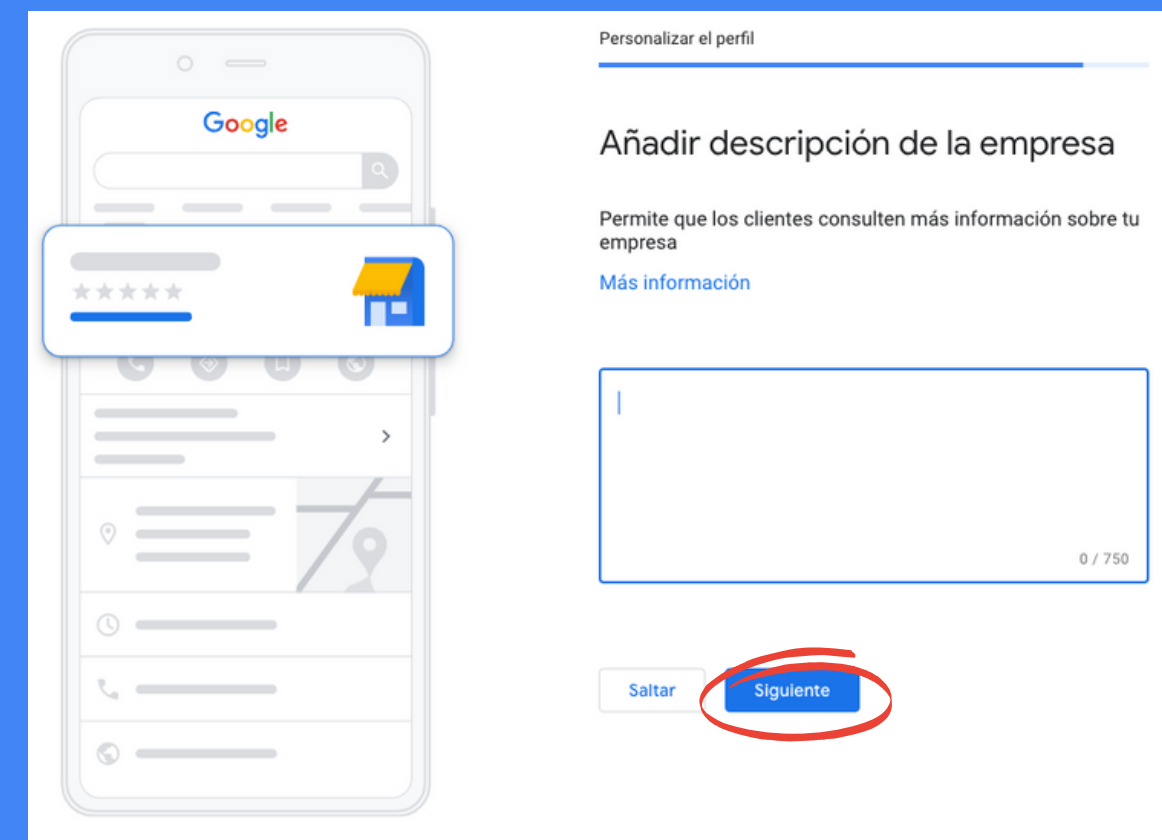 Google
Personalizar el perfil
Añadir descripción de la empresa
Permite que los clientes consulten más información sobre tu
empresa
Más información
0 / 750
Saltar
Siguiente